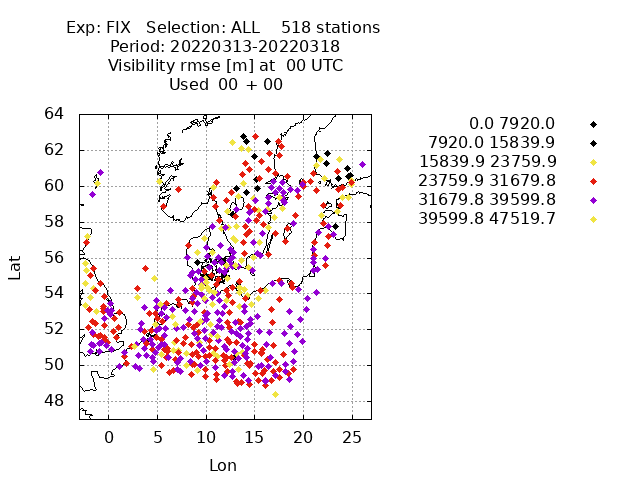 Exp: FIX   Selection: ALL    518 stations
Period: 20220313-20220318
Visibility rmse [m] at  00 UTC
Used  00 + 00
0.0 7920.0
7920.0 15839.9
15839.9 23759.9
23759.9 31679.8
31679.8 39599.8
39599.8 47519.7
64
62
60
58
56
54
52
50
48
Lat
0 5 10 15 20 25
Lon